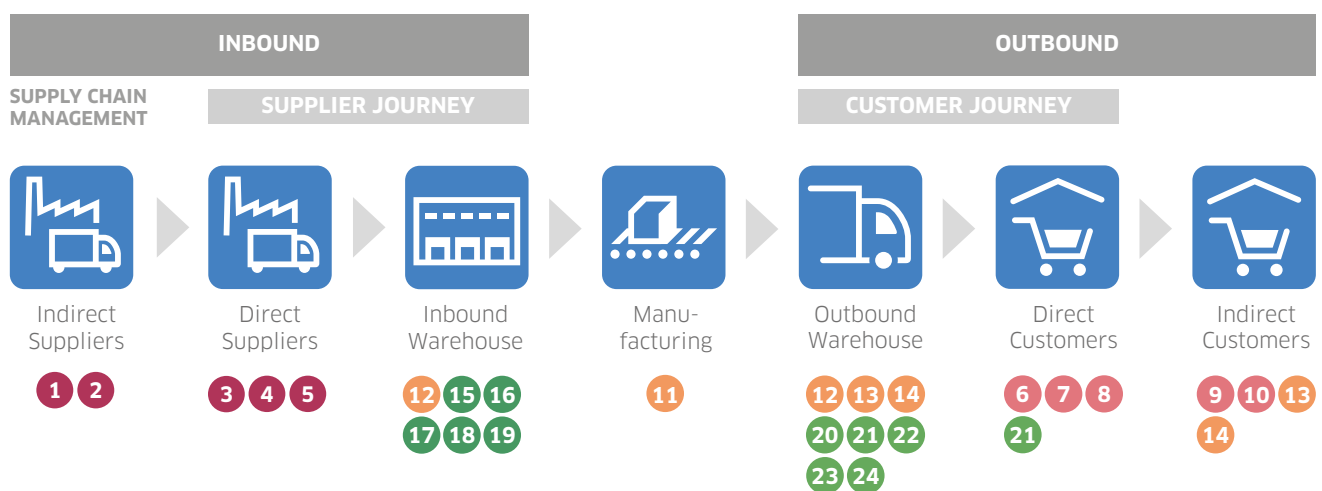 INBOUND
OUTBOUND
SUPPLY CHAIN
MANAGEMENT
SUPPLIER JOURNEY
CUSTOMER JOURNEY
Indirect
Suppliers
Direct
Suppliers
Inbound
Warehouse
Manu-
facturing
Outbound
Warehouse
Direct
Customers
Indirect
Customers
1 2
3 4 5
12 15 16
17 18 19
11
12 13 14
20 21 22
23 24
6 7 8
21
9 10 13
14